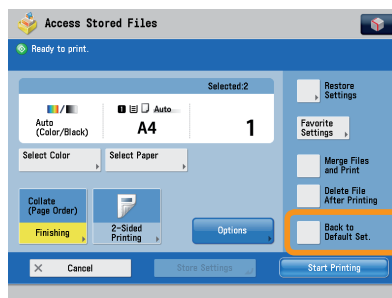 Access Stored Files
Ready to print.
Selected:2
Auto
(Color/Black)
Auto
A4
1
Select Color
Select Paper
Collate
(Page Order)
Finishing
2-Sided
Printing
Options
Restore
Settings
Favorite
Settings
Merge Files
and Print
Delete File
After Printing
Back to
Default Set.
Cancel
Store Settings
Start Printing